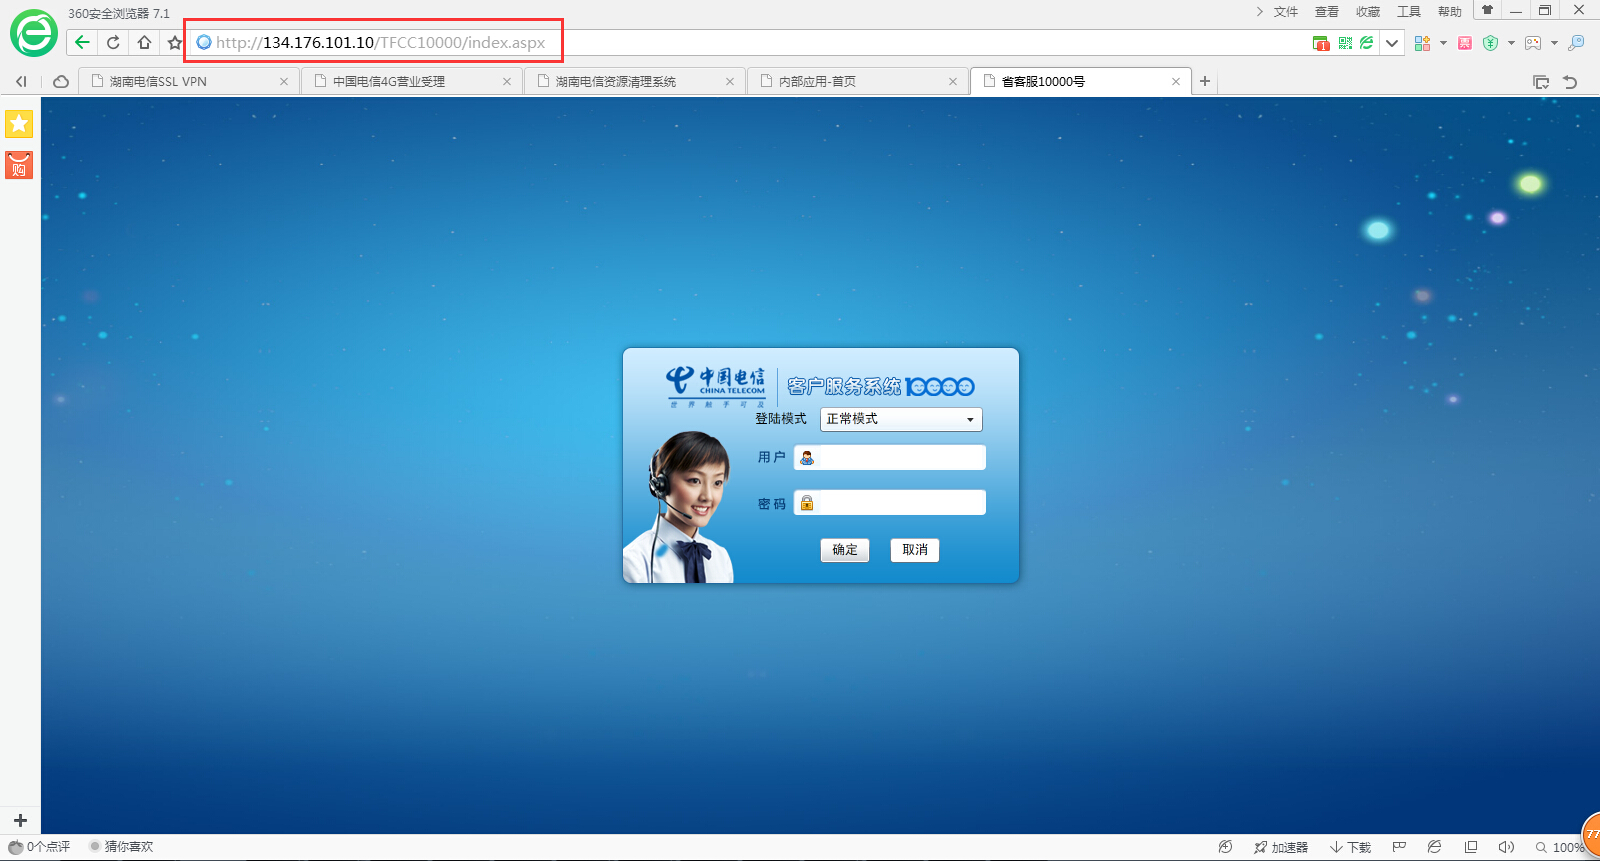 360安全浏览器 7.1
文件 查看 收藏 工具 帮助
http://134.176.101.10/TFCC10000/index.aspx
1
湖南电信SSL VPN
中国电信4G营业受理
湖南电信资源清理系统
内部应用-首页
省客服10000号
购
中国电信
CHINA TELECOM
世界触手可及
客户服务系统10000
登陆模式 正常模式
用户
密码
确定 取消
0个点评 猜你喜欢
加速器 下载 100%
77